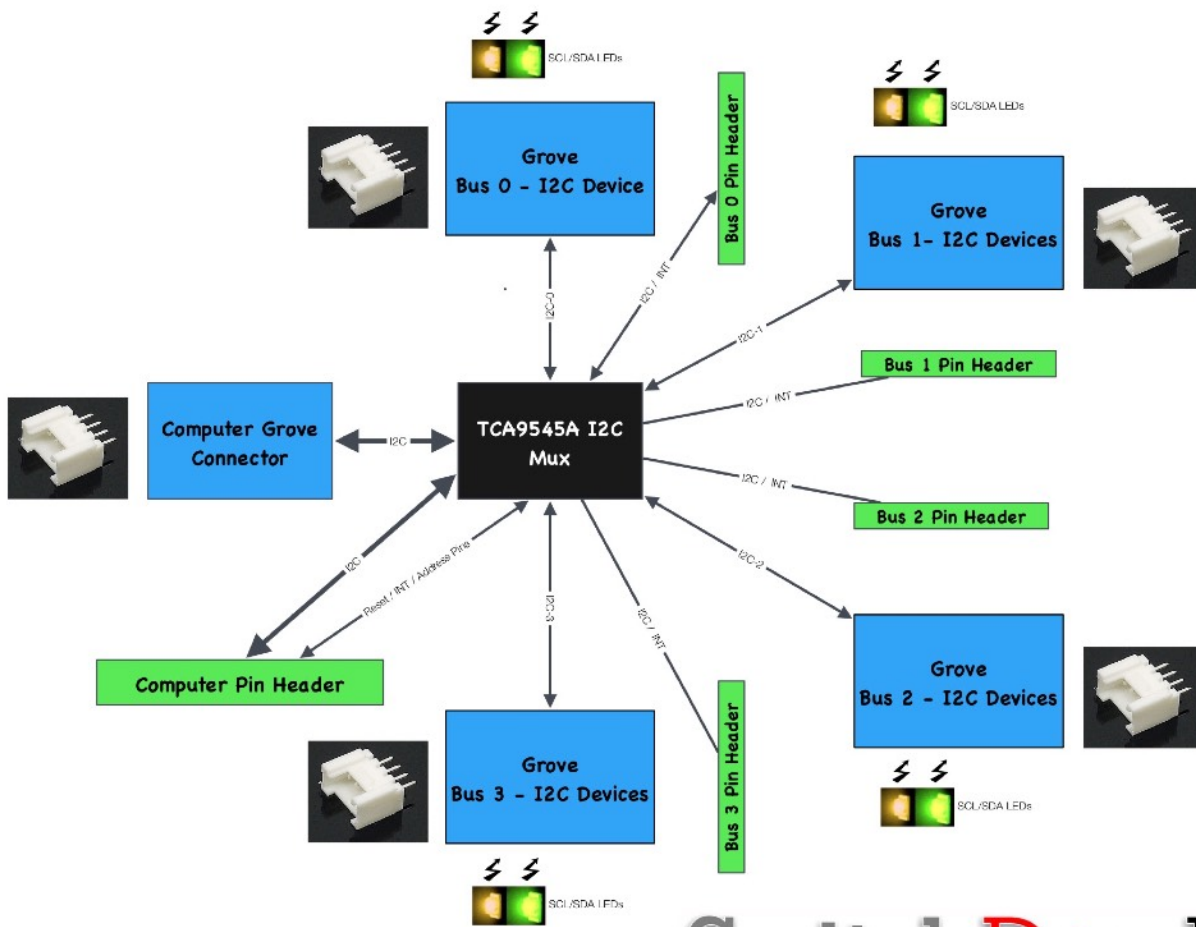 SCL/SDA LEDs
SCL/SDA LEDs
Grove
Bus 0 - I2C Device
Bus 0 Pin Header
Grove
Bus 1- I2C Devices
I2C-0
I2C / INT
I2C-1
Bus 1 Pin Header
I2C / INT
Computer Grove
Connector
I2C
TCA9545A I2C
Mux
I2C / INT
Bus 2 Pin Header
I2C
Reset / INT / Address Pins
I2C-3
I2C / INT
I2C-2
Computer Pin Header
Grove
Bus 2 - I2C Devices
Grove
Bus 3 - I2C Devices
Bus 3 Pin Header
SCL/SDA LEDs
SCL/SDA LEDs